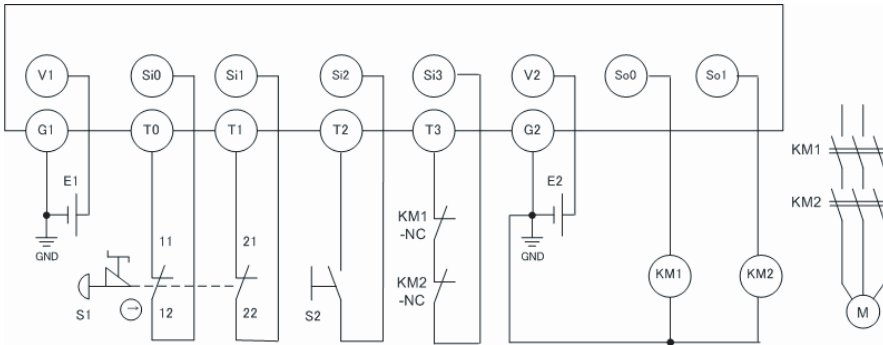 V1 Si0 Si1 Si2 Si3 V2 So0 So1
G1 T0 T1 T2 T3 G2
KM1
E1 E2
KM2
KM1
-NC
GND GND
11 21
KM2
-NC
KM1 KM2
S1 12 22 S2
M